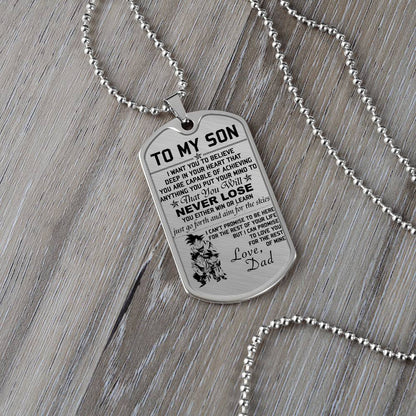 TO MY SON
I WANT YOU TO BELIEVE
DEEP IN YOUR HEART THAT
YOU ARE CAPABLE OF ACHIEVING
ANYTHING YOU PUT YOUR MIND TO
That You Will
NEVER LOSE
YOU EITHER WIN OR LEARN
just go forth and aim for the skies
I CAN'T PROMISE TO BE HERE
FOR THE REST OF YOUR LIFE
BUT I CAN PROMISE
TO LOVE YOU
FOR THE REST
OF MINE.
Love,
Dad